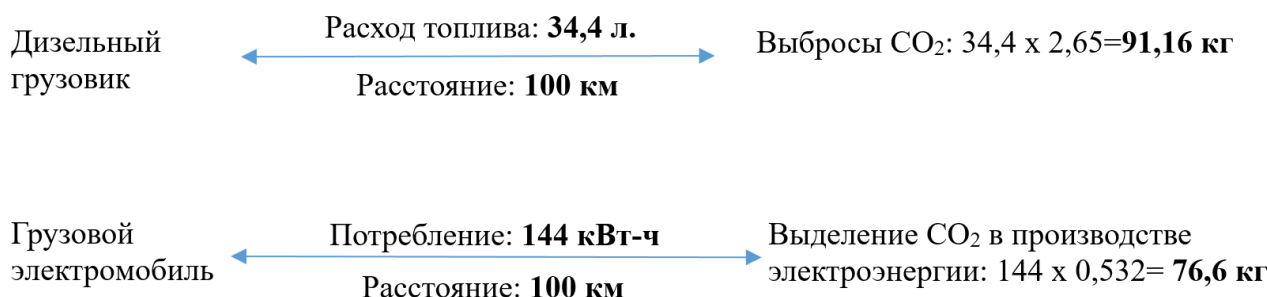 Дизельный
грузовик
Расход топлива: 34,4 л.
Расстояние: 100 км
Выбросы CO₂: 34,4 x 2,65=91,16 кг
Грузовой
электромобиль
Потребление: 144 кВт-ч
Расстояние: 100 км
Выделение CO₂ в производстве
электроэнергии: 144 x 0,532= 76,6 кг